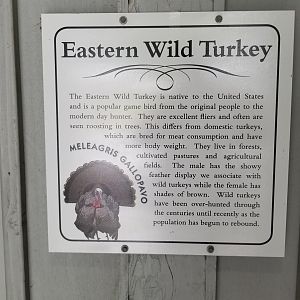 Eastern Wild Turkey
The Eastern Wild Turkey is native to the United States
and is a popular game bird from the original people to the
modern day hunter. They are excellent fliers and often are
seen roosting in trees. This differs from domestic turkeys,
which are bred for meat consumption and have
more body weight. They live in forests,
cultivated pastures and agricultural
fields. The male has the showy
feather display we associate with
wild turkeys while the female has
shades of brown. Wild turkeys
have been over-hunted through
the centuries until recently as the
population has begun to rebound.
MELEAGRIS GALLOPAVO